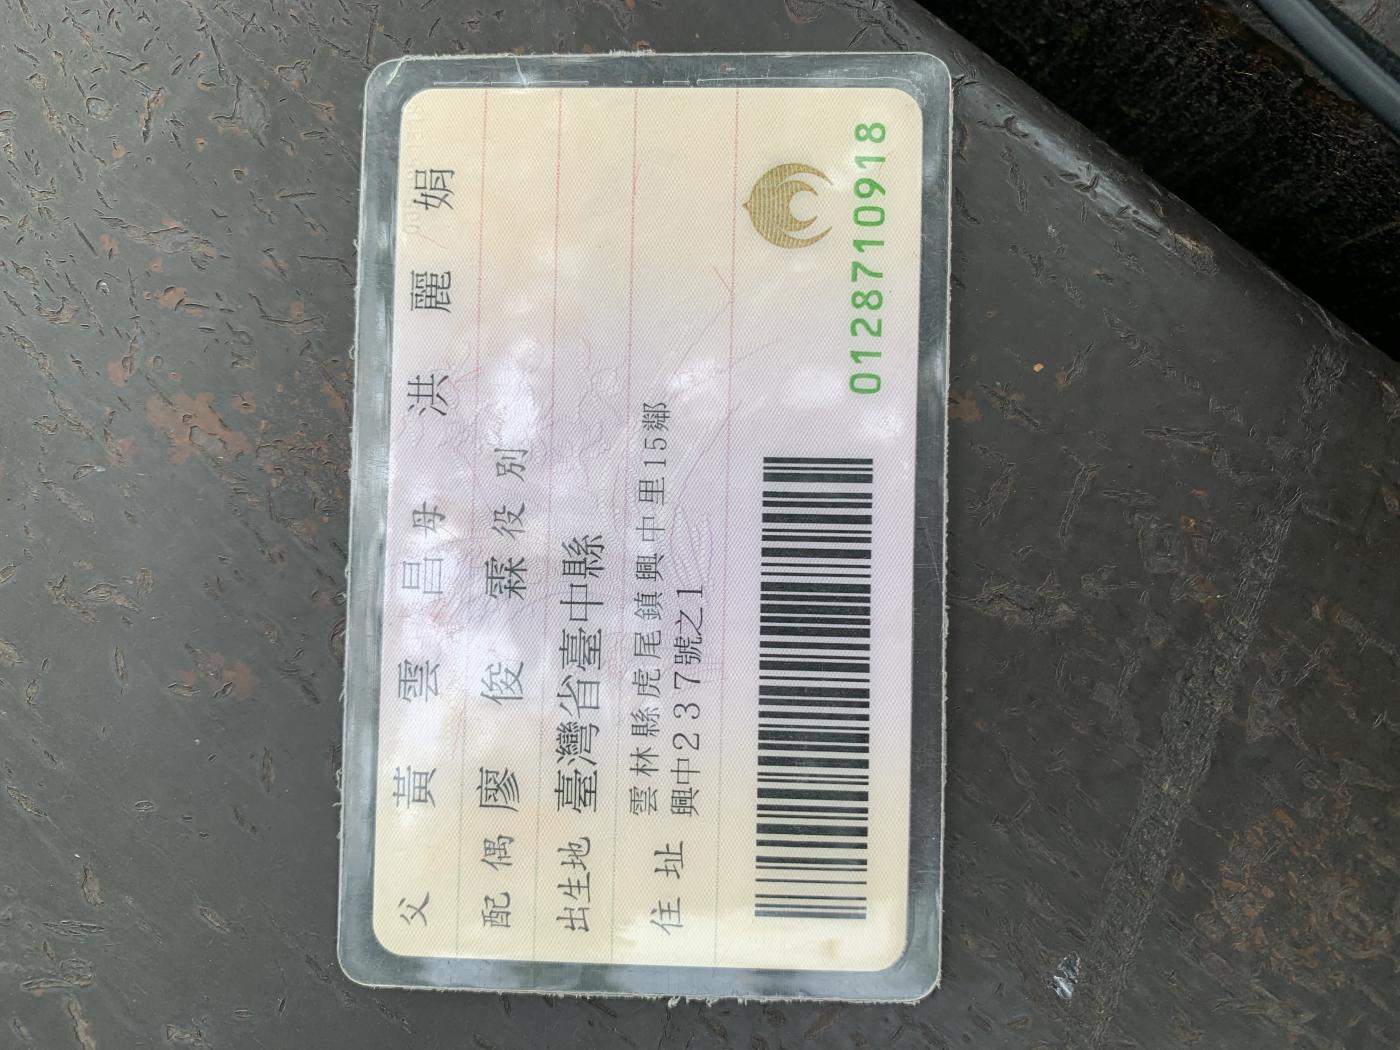 父 黃 雲 昌 母 洪 麗 娟
配偶 廖 俊 霖 役別
出生地 臺灣省臺中縣
住址 雲林縣虎尾鎮興中里15鄰
興中237號之1
0128710918